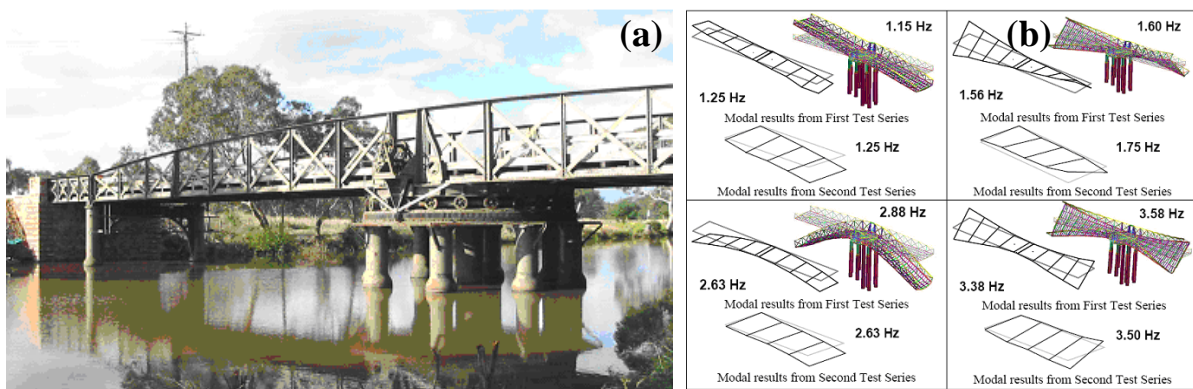 (a)
1.15 Hz
1.25 Hz
Modal results from First Test Series
1.25 Hz
Modal results from Second Test Series
(b)
1.60 Hz
1.56 Hz
Modal results from First Test Series
1.75 Hz
Modal results from Second Test Series
2.88 Hz
2.63 Hz
Modal results from First Test Series
2.63 Hz
Modal results from Second Test Series
3.58 Hz
3.38 Hz
Modal results from First Test Series
3.50 Hz
Modal results from Second Test Series